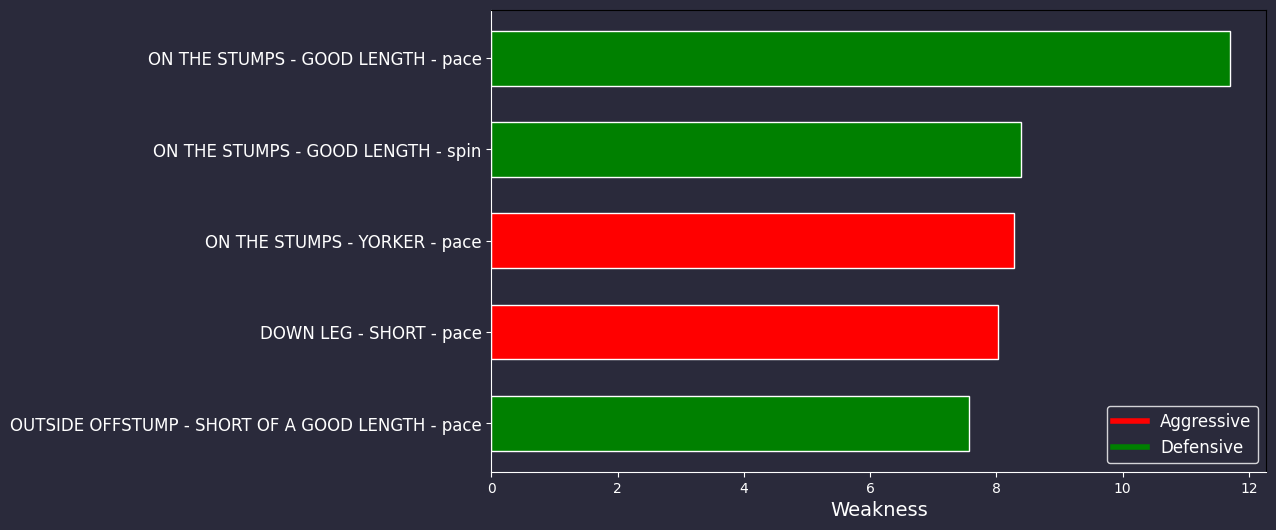 ON THE STUMPS - GOOD LENGTH - pace
ON THE STUMPS - GOOD LENGTH - spin
ON THE STUMPS - YORKER - pace
DOWN LEG - SHORT - pace
OUTSIDE OFFSTUMP - SHORT OF A GOOD LENGTH - pace
Aggressive
Defensive
0 2 4 6 8 10 12
Weakness